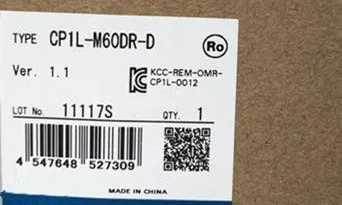 TYPE CP1L-M60DR-D
Ro
Ver. 1.1
KCC-REM-OMR-
CP1L-0012
LOT No. 11117S QTY. 1
4 547648 527309
MADE IN CHINA